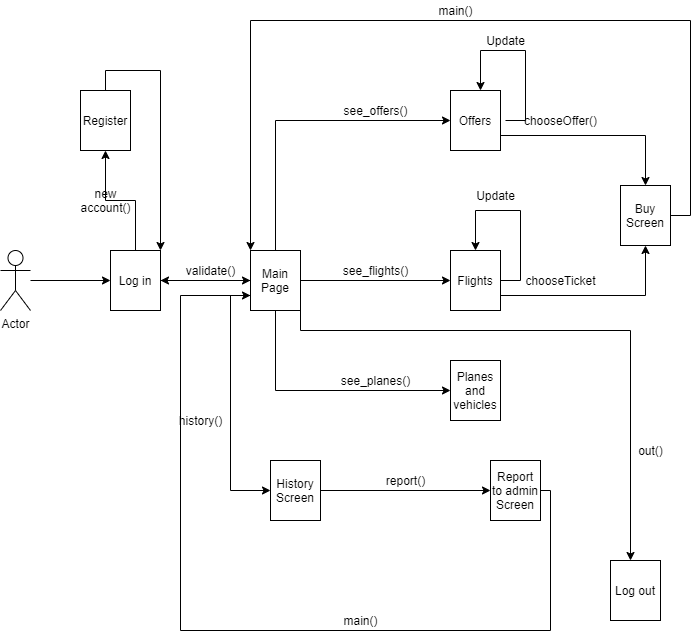 main()
Update
see_offers()
Offers
chooseOffer()
Register
new
account()
Update
Buy
Screen
Log in
validate()
Main
Page
see_flights()
Flights
chooseTicket
Actor
see_planes()
Planes
and
vehicles
history()
out()
History
Screen
report()
Report
to admin
Screen
Log out
main()